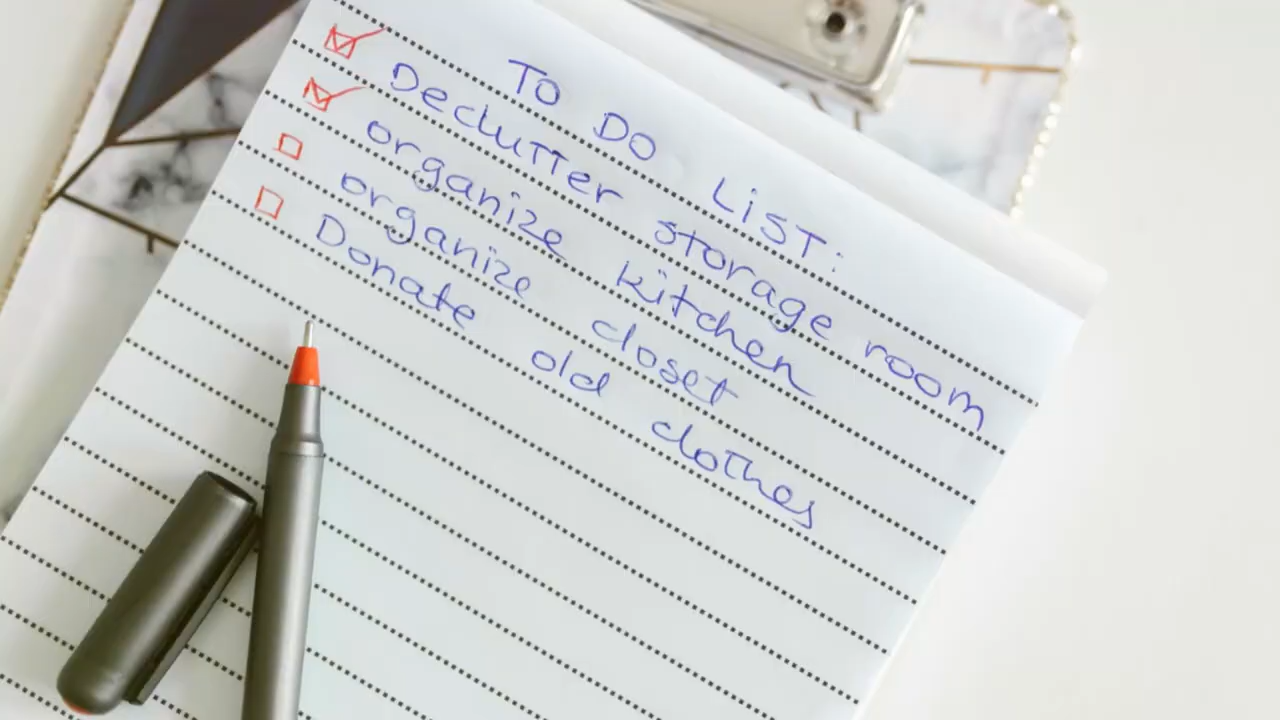 TO DO LiST:
Declutter storage room
organize kitchen
organize closet
Donate old clothes